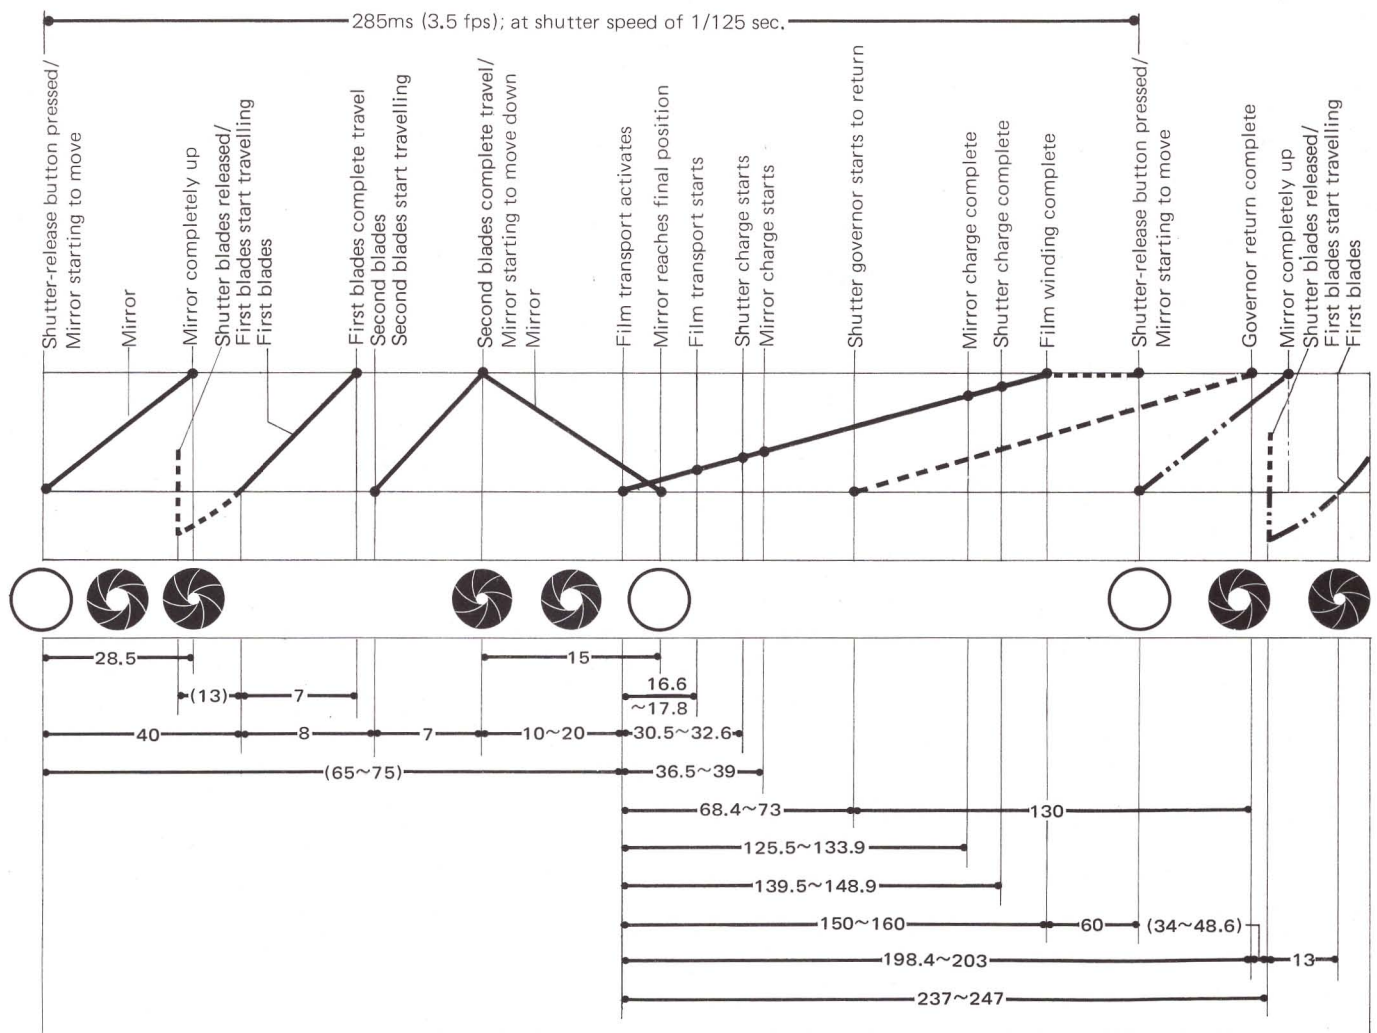 285ms (3.5 fps); at shutter speed of 1/125 sec.
Shutter-release button pressed/
Mirror starting to move
Mirror
Mirror completely up
Shutter blades released/
First blades start travelling
First blades
First blades complete travel
Second blades
Second blades start travelling
Second blades complete travel/
Mirror starting to move down
Mirror
Film transport activates
Mirror reaches final position
Film transport starts
Shutter charge starts
Mirror charge starts
Shutter governor starts to return
Mirror charge complete
Shutter charge complete
Film winding complete
Shutter-release button pressed/
Mirror starting to move
Governor return complete
Mirror completely up
Shutter blades released/
First blades start travelling
First blades
28.5
15
(13)
7
16.6
~17.8
40
8
7
10~20
30.5~32.6
(65~75)
36.5~39
68.4~73
130
125.5~133.9
139.5~148.9
150~160
60
(34~48.6)
198.4~203
13
237~247